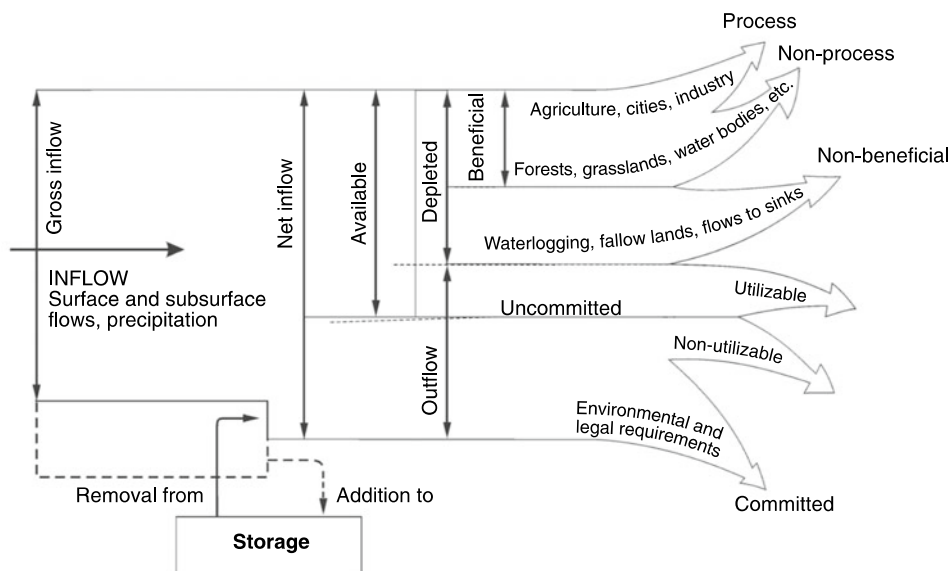 Process
Non-process
Agriculture, cities, industry
Forests, grasslands, water bodies, etc.
Non-beneficial
Gross inflow
Net inflow
Available
Depleted
Beneficial
Waterlogging, fallow lands, flows to sinks
INFLOW
Surface and subsurface
flows, precipitation
Utilizable
Uncommitted
Non-utilizable
Outflow
Environmental and
legal requirements
Removal from
Addition to
Committed
Storage